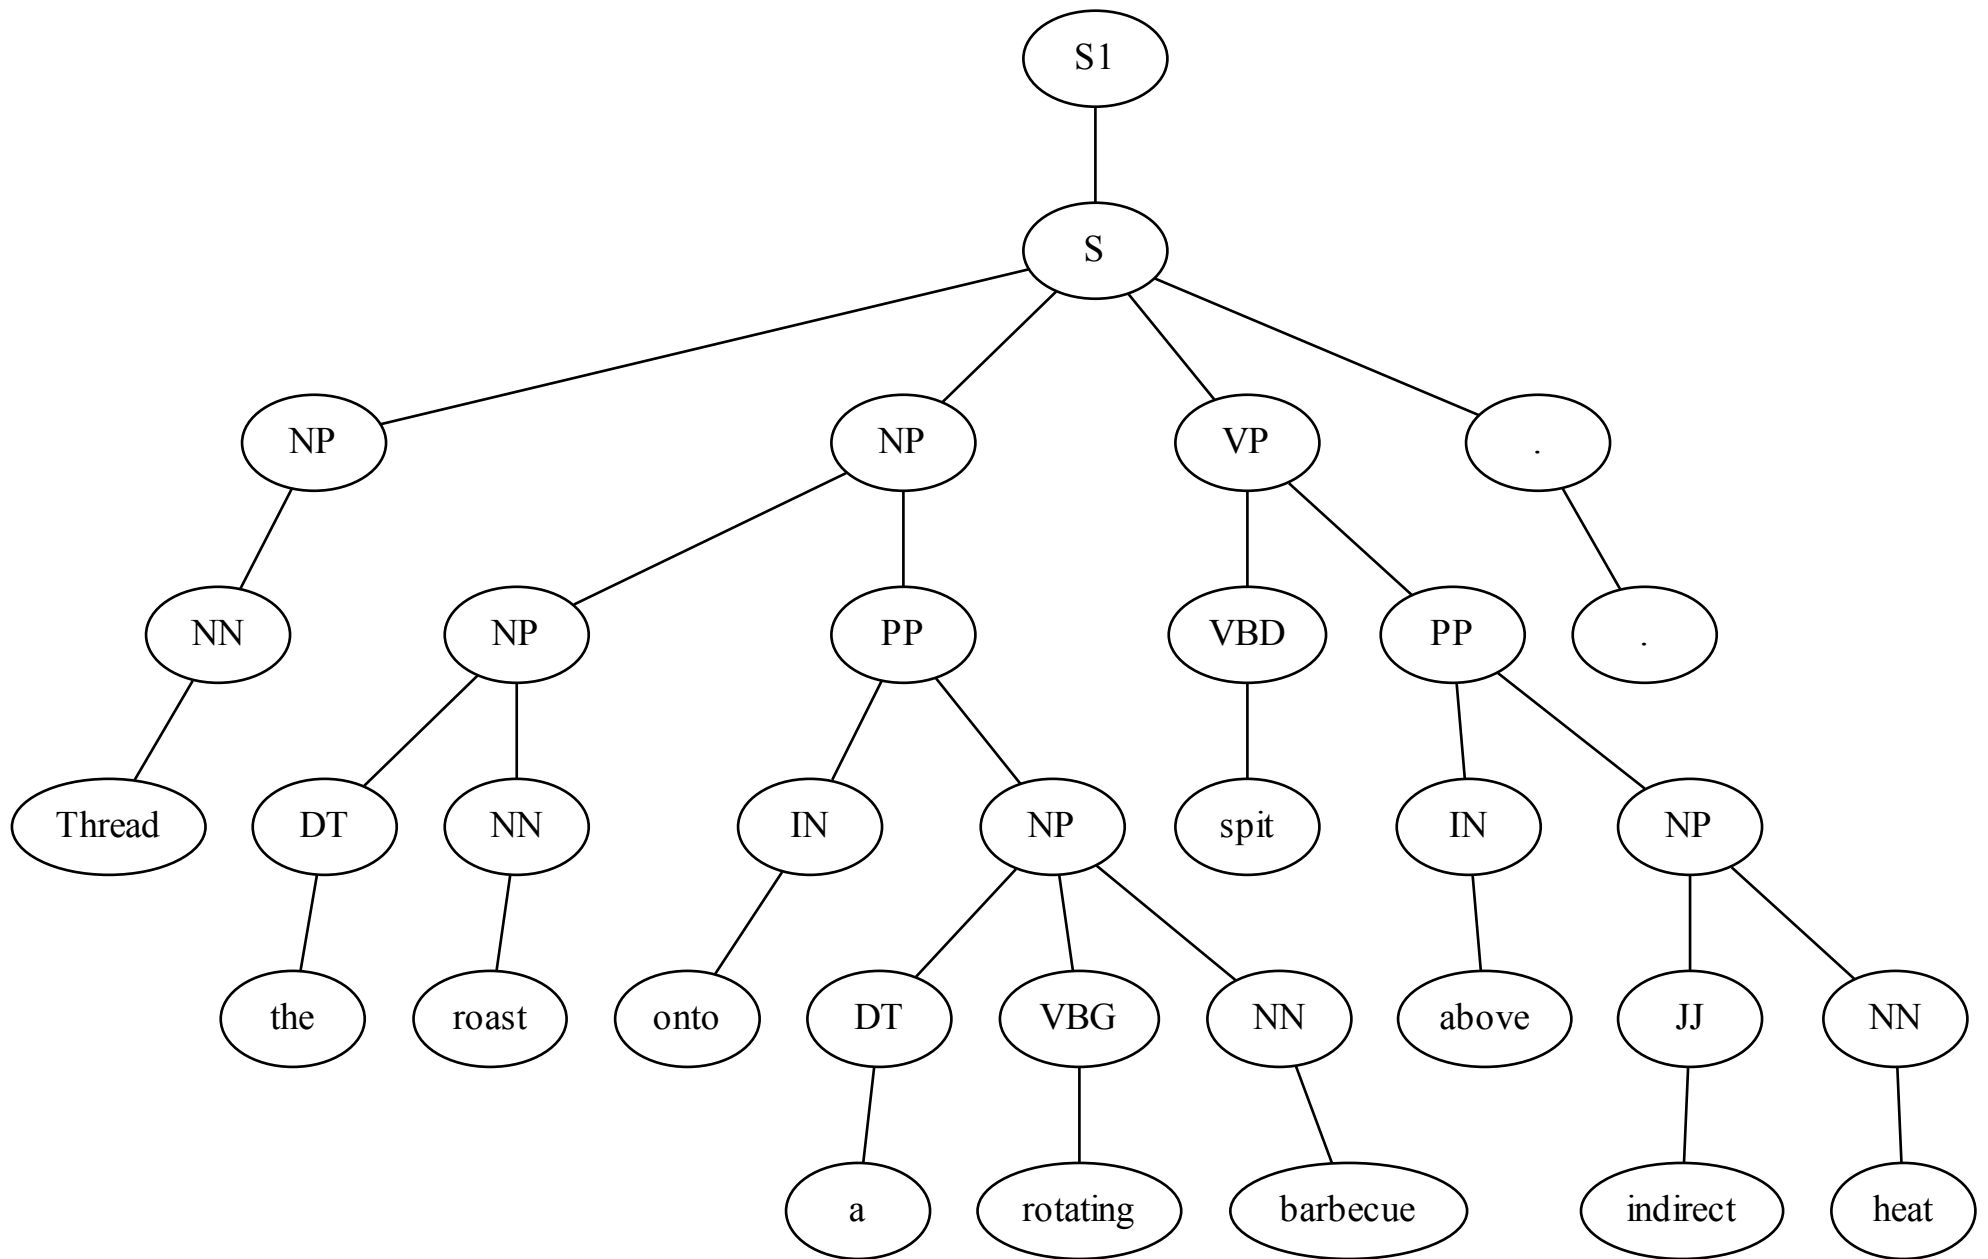 S1
S
NP NP VP .
NN NP PP VBD PP .
Thread DT NN IN NP spit IN NP
the roast onto DT VBG NN above JJ NN
a rotating barbecue indirect heat